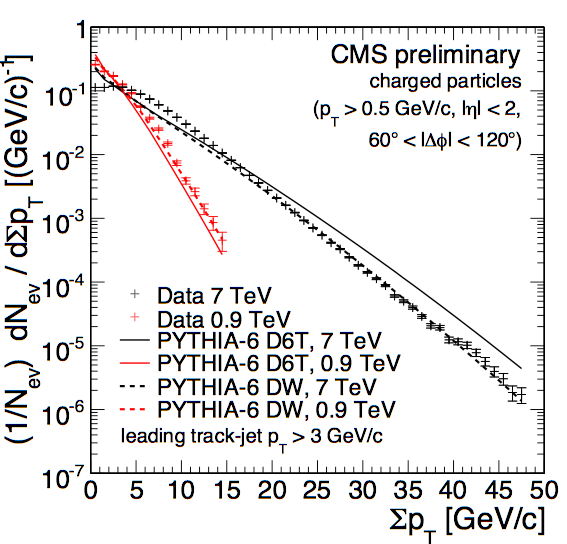 CMS preliminary
charged particles
(p_T > 0.5 GeV/c, |η| < 2,
60° < |Δϕ| < 120°)
(1/N_ev) dN_ev / dΣp_T [(GeV/c)^-1]
1
10^-1
10^-2
10^-3
10^-4
10^-5
10^-6
10^-7
Data 7 TeV
Data 0.9 TeV
PYTHIA-6 D6T, 7 TeV
PYTHIA-6 D6T, 0.9 TeV
PYTHIA-6 DW, 7 TeV
PYTHIA-6 DW, 0.9 TeV
leading track-jet p_T > 3 GeV/c
0 5 10 15 20 25 30 35 40 45 50
Σp_T [GeV/c]